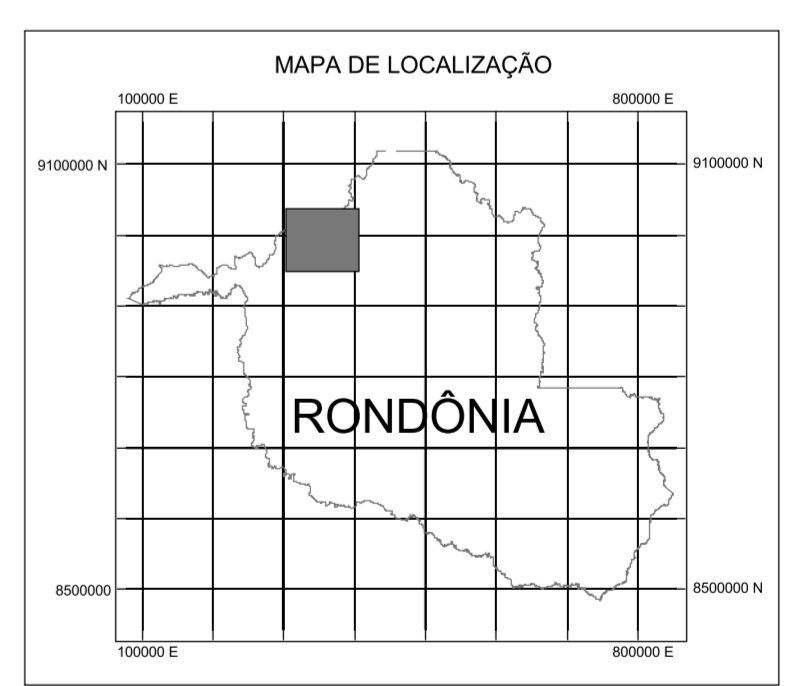 MAPA DE LOCALIZAÇÃO
100000 E
800000 E
9100000 N
9100000 N
RONDÔNIA
8500000
8500000 N
100000 E
800000 E